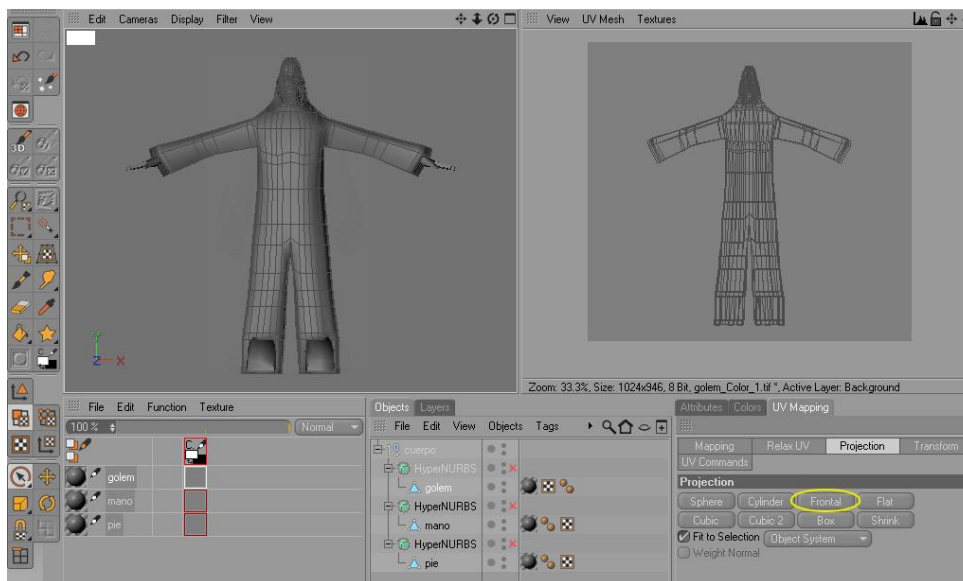 Edit Cameras Display Filter View
View UV Mesh Textures
3D
Y
Z X
Zoom: 33.3%, Size: 1024x946, 8 Bit, golem_Color_1.tif *, Active Layer: Background
File Edit Function Texture
100 % Normal
C
golem
mano
pie
Objects Layers
File Edit View Objects Tags
cuerpo
HyperNURBS
golem
HyperNURBS
mano
HyperNURBS
pie
Attributes Colors UV Mapping
Mapping Relax UV Projection Transform
UV Commands
Projection
Sphere Cylinder Frontal Flat
Cubic Cubic 2 Box Shrink
Fit to Selection Object System
Weight Normal